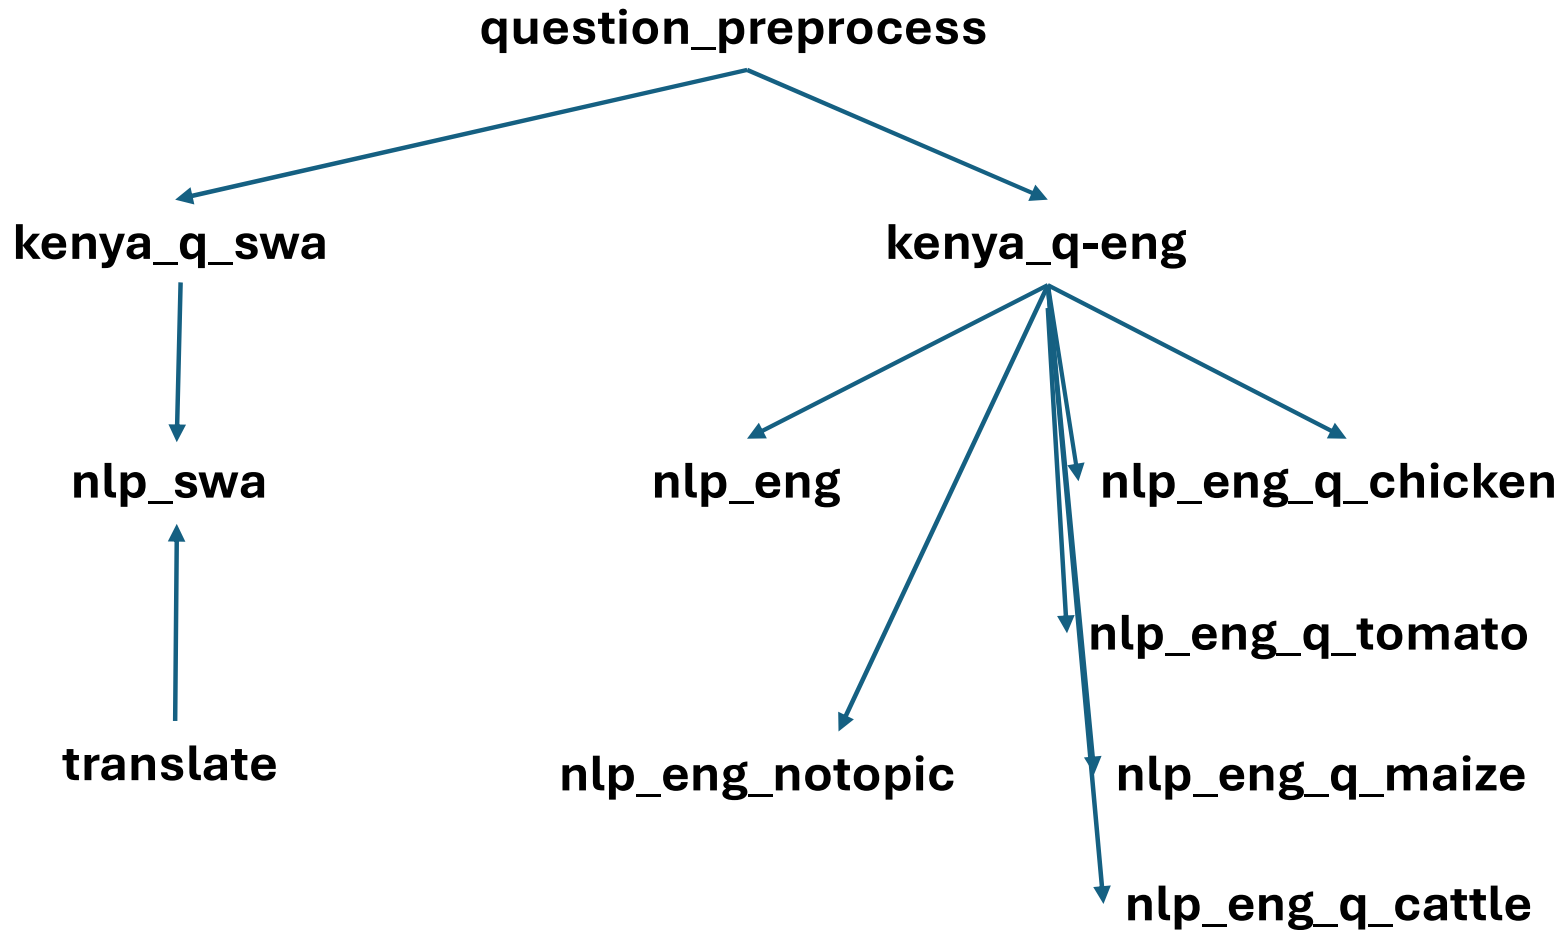 question_preprocess
kenya_q_swa
kenya_q-eng
nlp_swa
nlp_eng
nlp_eng_q_chicken
nlp_eng_q_tomato
translate
nlp_eng_notopic
nlp_eng_q_maize
nlp_eng_q_cattle